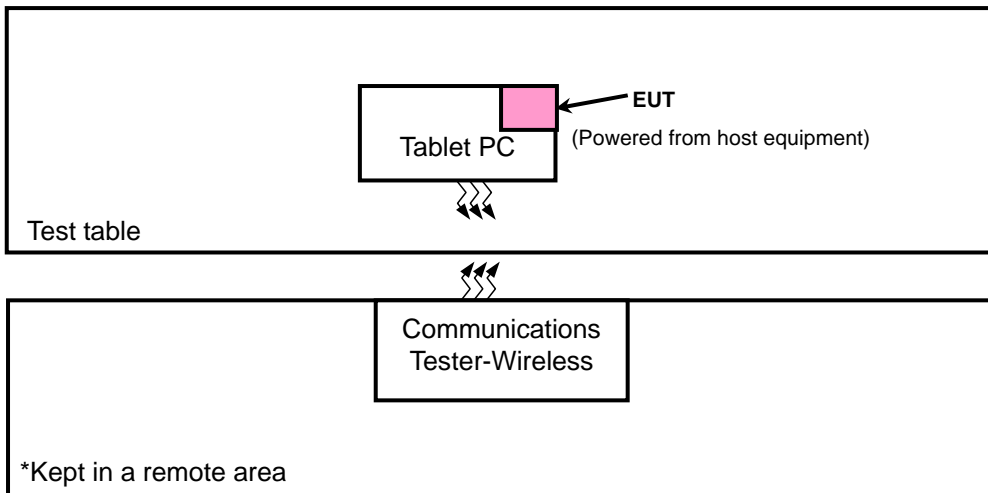 EUT
(Powered from host equipment)
Tablet PC
Test table
Communications
Tester-Wireless
*Kept in a remote area